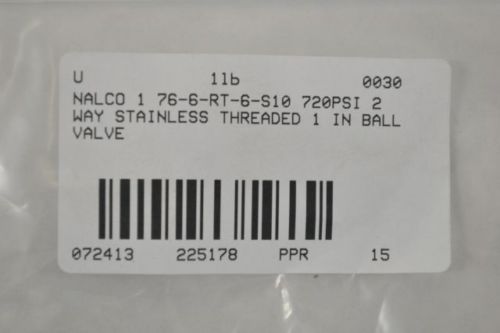 U 1lb 0030
NALCO 1 76-6-RT-6-S10 720PSI 2
WAY STAINLESS THREADED 1 IN BALL
VALVE
072413 225178 PPR 15